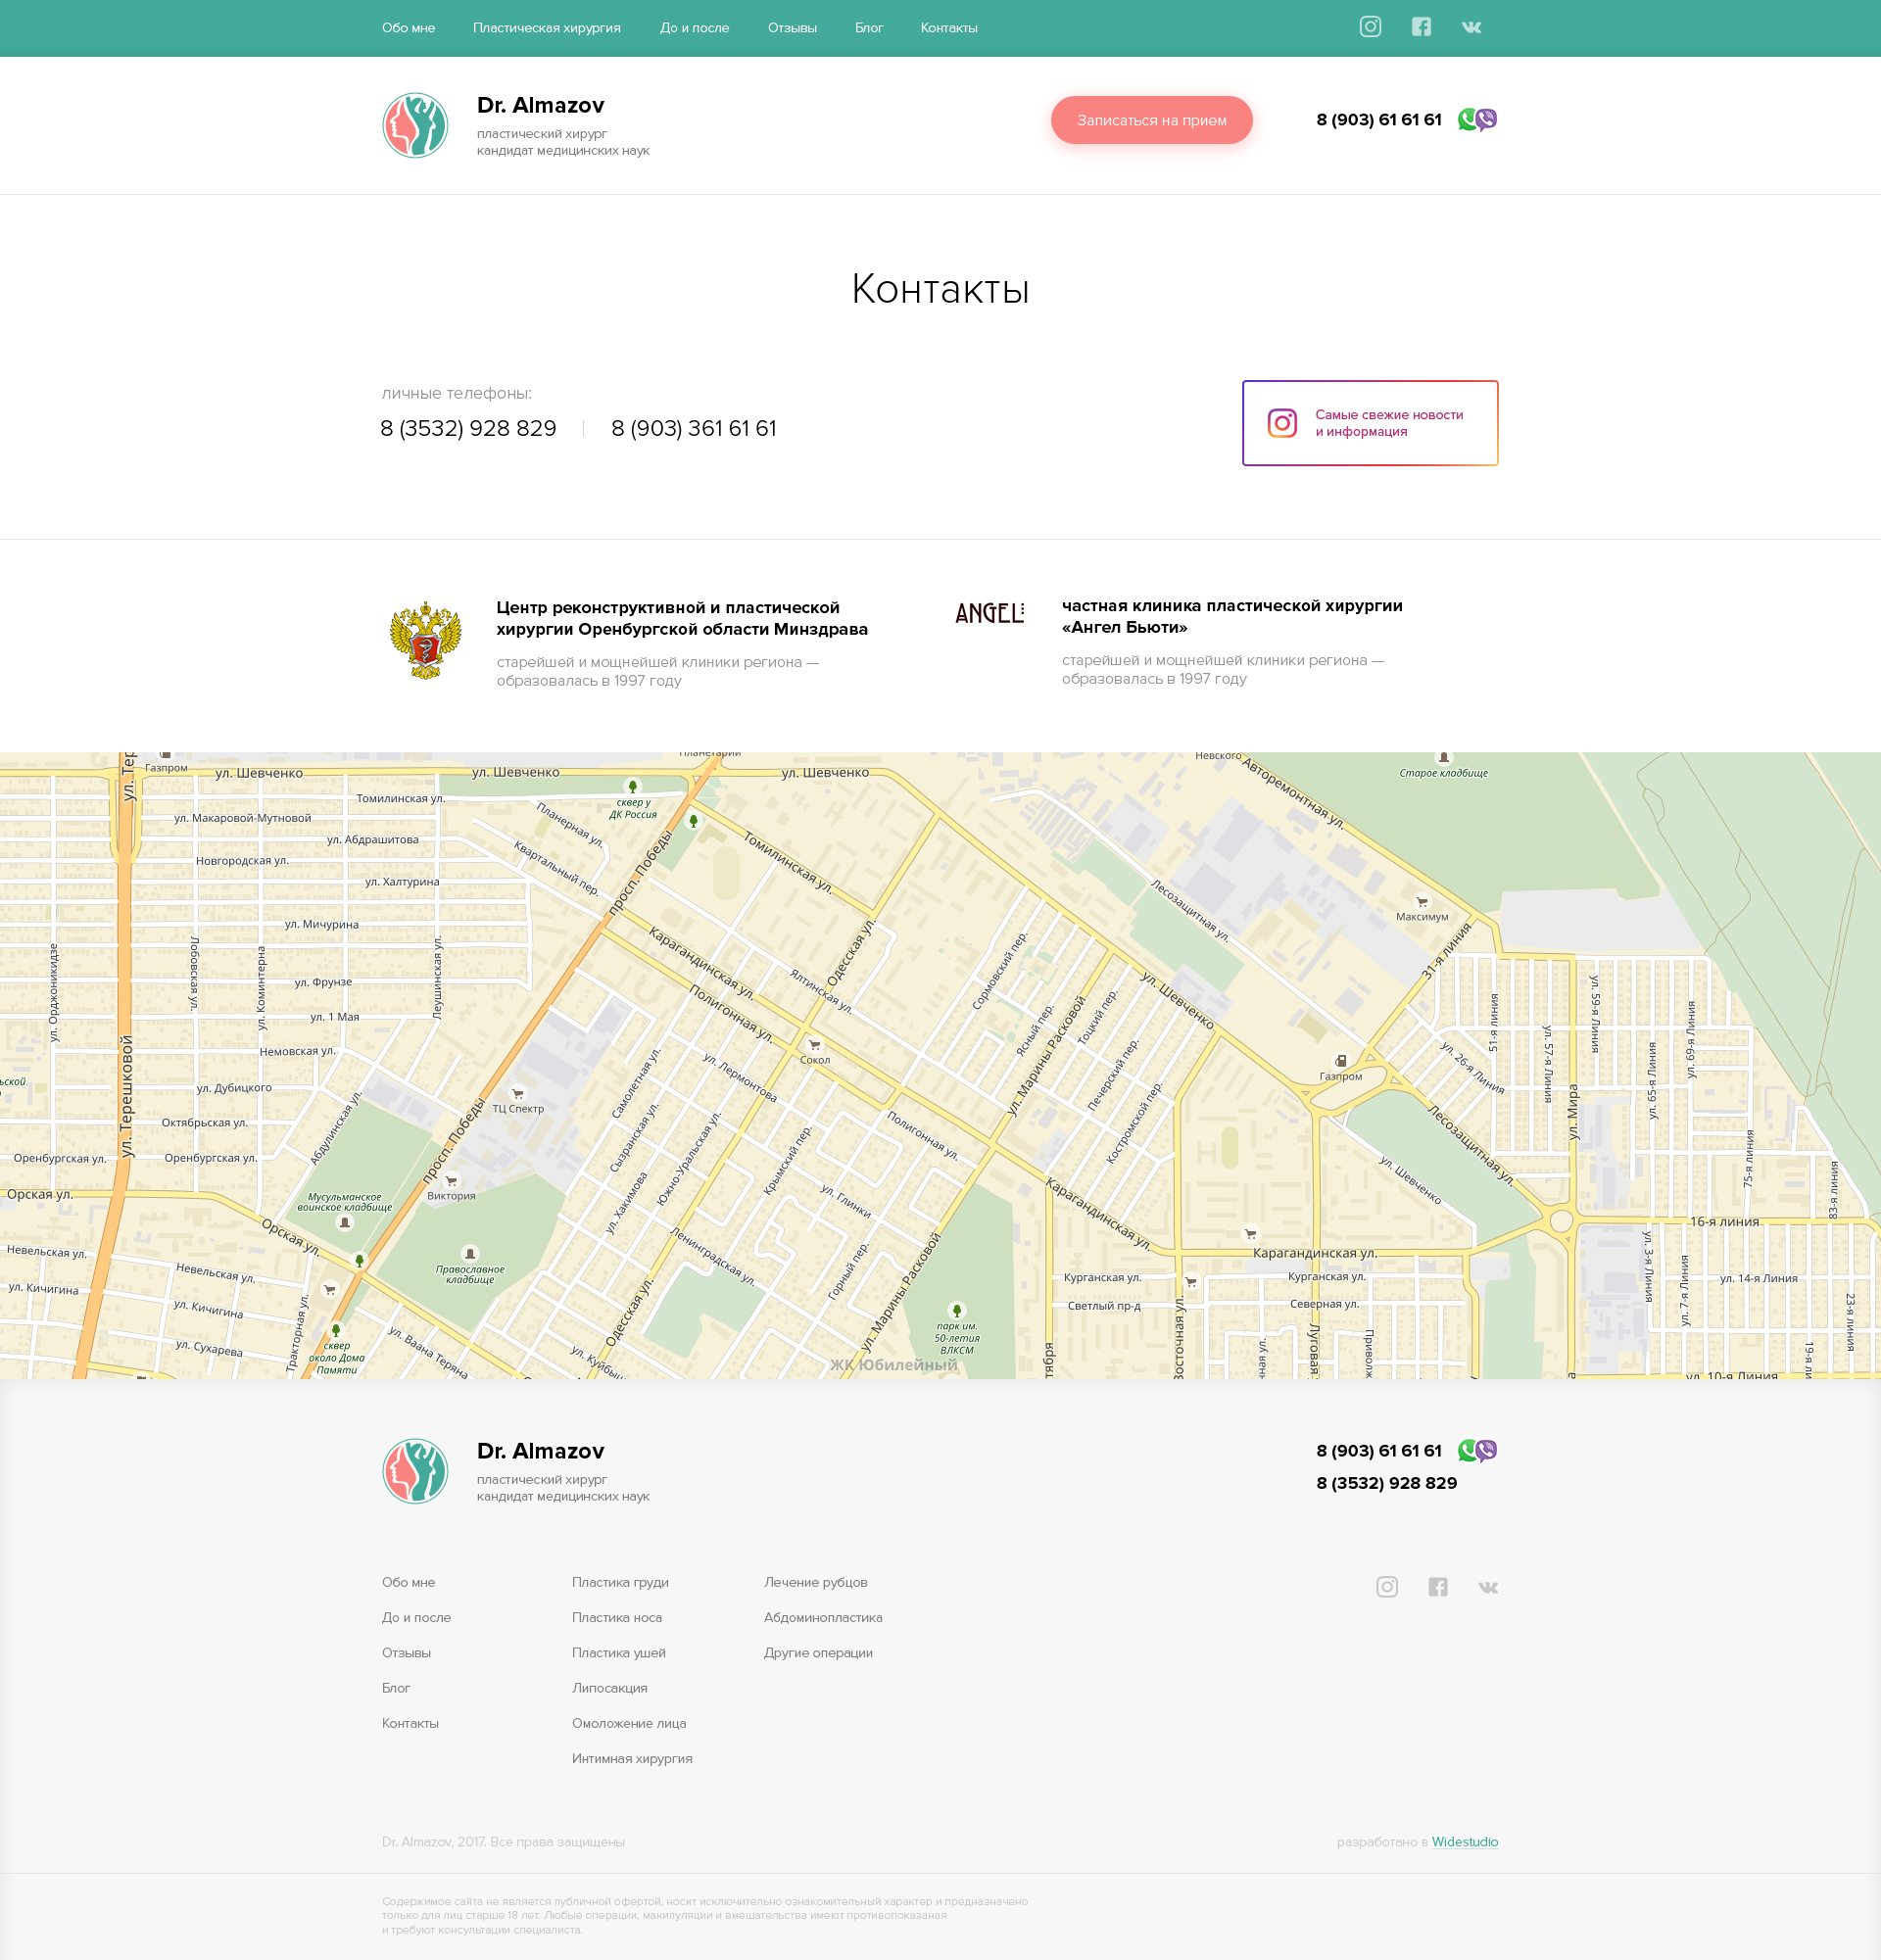 Обо мне
Пластическая хирургия
До и после
Отзывы
Блог
Контакты
Dr. Almazov
пластический хирург
кандидат медицинских наук
Записаться на прием
8 (903) 61 61 61
Контакты
личные телефоны:
8 (3532) 928 829
8 (903) 361 61 61
Самые свежие новости
и информация
Центр реконструктивной и пластической
хирургии Оренбургской области Минздрава
старейшей и мощнейшей клиники региона —
образовалась в 1997 году
ANGEL
частная клиника пластической хирургии
«Ангел Бьюти»
старейшей и мощнейшей клиники региона —
образовалась в 1997 году
Газпром
ул. Шевченко
ул. Шевченко
ул. Шевченко
Невского
Авторемонтная ул.
Старое кладбище
Томилинская ул.
сквер у
ДК Россия
Планерная ул.
ул. Макаровой-Мутновой
ул. Абдрашитова
Квартальный пер.
просп. Победы
Томилинская ул.
Новгородская ул.
ул. Халтурина
Лесозащитная ул.
Максимум
ул. Мичурина
Карагандинская ул.
Одесская ул.
31-я линия
ул. Орджоникидзе
Лобовская ул.
ул. Коминтерна
Леушинская ул.
ул. Фрунзе
Полигонная ул.
Ялтинская ул.
Сормовский пер.
ул. Шевченко
ул. 1 Мая
Ясный пер.
ул. Марины Расковой
Тоцкий пер.
51-я линия
ул. 57-я Линия
ул. 59-я Линия
ул. 65-я Линия
ул. 69-я Линия
Немовская ул.
Сокол
ул. Лермонтова
Печерский пер.
Газпром
ул. 26-я Линия
ул. Терешковой
ул. Дубицкого
Самолетная ул.
ТЦ Спектр
Октябрьская ул.
Абдулинская ул.
просп. Победы
Сызранская ул.
Южно-Уральская ул.
Крымский пер.
Полигонная ул.
Костромской пер.
Лесозащитная ул.
ул. Мира
Оренбургская ул.
Оренбургская ул.
75-я линия
83-я линия
ул. Шевченко
Орская ул.
Мусульманское
воинское кладбище
Виктория
ул. Хакимова
ул. Глинки
Карагандинская ул.
Орская ул.
16-я линия
Невельская ул.
Невельская ул.
Православное
кладбище
Ленинградская ул.
Горный пер.
ул. Марины Расковой
Карагандинская ул.
ул. 3-я Линия
ул. 7-я Линия
ул. 14-я Линия
ул. Кичигина
ул. Кичигина
Курганская ул.
Курганская ул.
Светлый пр-д
Северная ул.
Восточная ул.
Луговая
23-я линия
Тракторная ул.
Одесская ул.
парк им.
50-летия
ВЛКСМ
ул. Сухарева
сквер
около Дома
Памяти
ул. Ваана Теряна
ЖК Юбилейный
ул. 10-я Линия
Dr. Almazov
пластический хирург
кандидат медицинских наук
8 (903) 61 61 61
8 (3532) 928 829
Обо мне
До и после
Отзывы
Блог
Контакты
Пластика груди
Пластика носа
Пластика ушей
Липосакция
Омоложение лица
Интимная хирургия
Лечение рубцов
Абдоминопластика
Другие операции
Dr. Almazov, 2017. Все права защищены
разработано в Widestudio
Содержимое сайта не является публичной офертой, носит исключительно ознакомительный характер и предназначено
только для лиц старше 18 лет. Любые операции, манипуляции и вмешательства имеют противопоказаная
и требуют консультации специалиста.